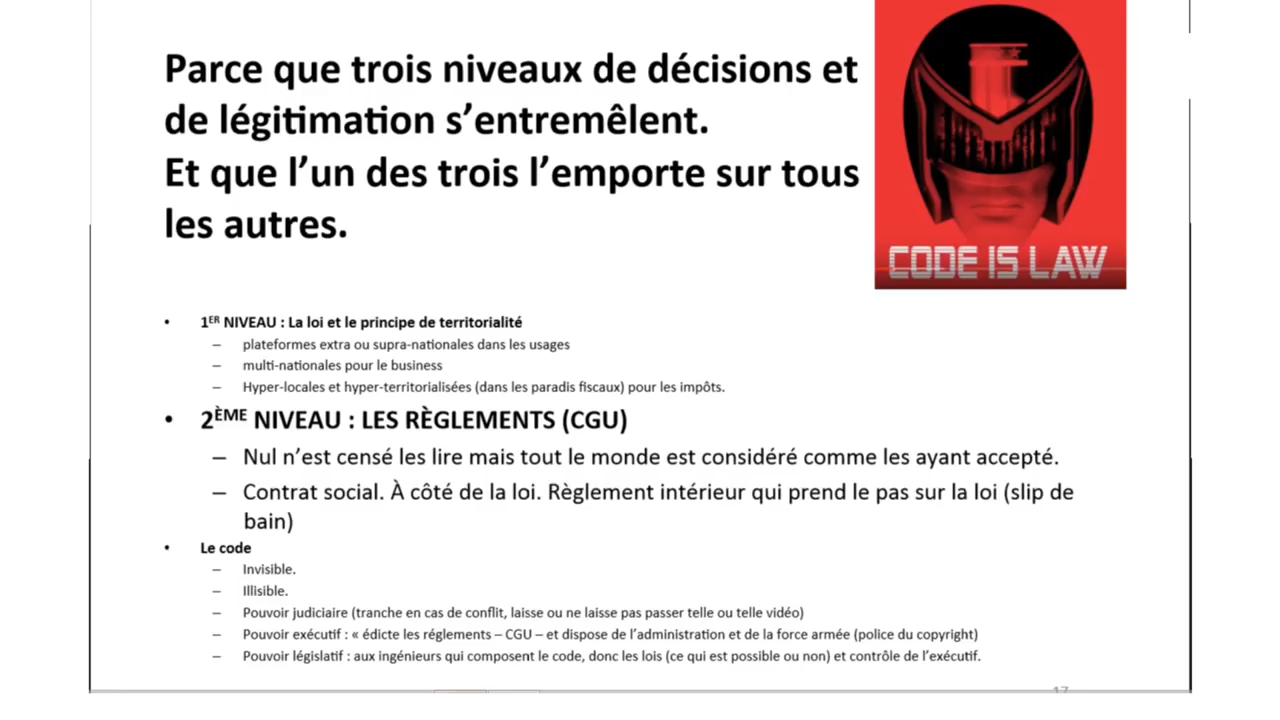 Parce que trois niveaux de décisions et
de légitimation s’entremêlent.
Et que l’un des trois l’emporte sur tous
les autres.
CODE IS LAW
• 1ER NIVEAU : La loi et le principe de territorialité
– plateformes extra ou supra-nationales dans les usages
– multi-nationales pour le business
– Hyper-locales et hyper-territorialisées (dans les paradis fiscaux) pour les impôts.
• 2ÈME NIVEAU : LES RÈGLEMENTS (CGU)
– Nul n’est censé les lire mais tout le monde est considéré comme les ayant accepté.
– Contrat social. À côté de la loi. Règlement intérieur qui prend le pas sur la loi (slip de
bain)
• Le code
– Invisible.
– Illisible.
– Pouvoir judiciaire (tranche en cas de conflit, laisse ou ne laisse pas passer telle ou telle vidéo)
– Pouvoir exécutif : « édicte les réglements – CGU – et dispose de l’administration et de la force armée (police du copyright)
– Pouvoir législatif : aux ingénieurs qui composent le code, donc les lois (ce qui est possible ou non) et contrôle de l’exécutif.
17